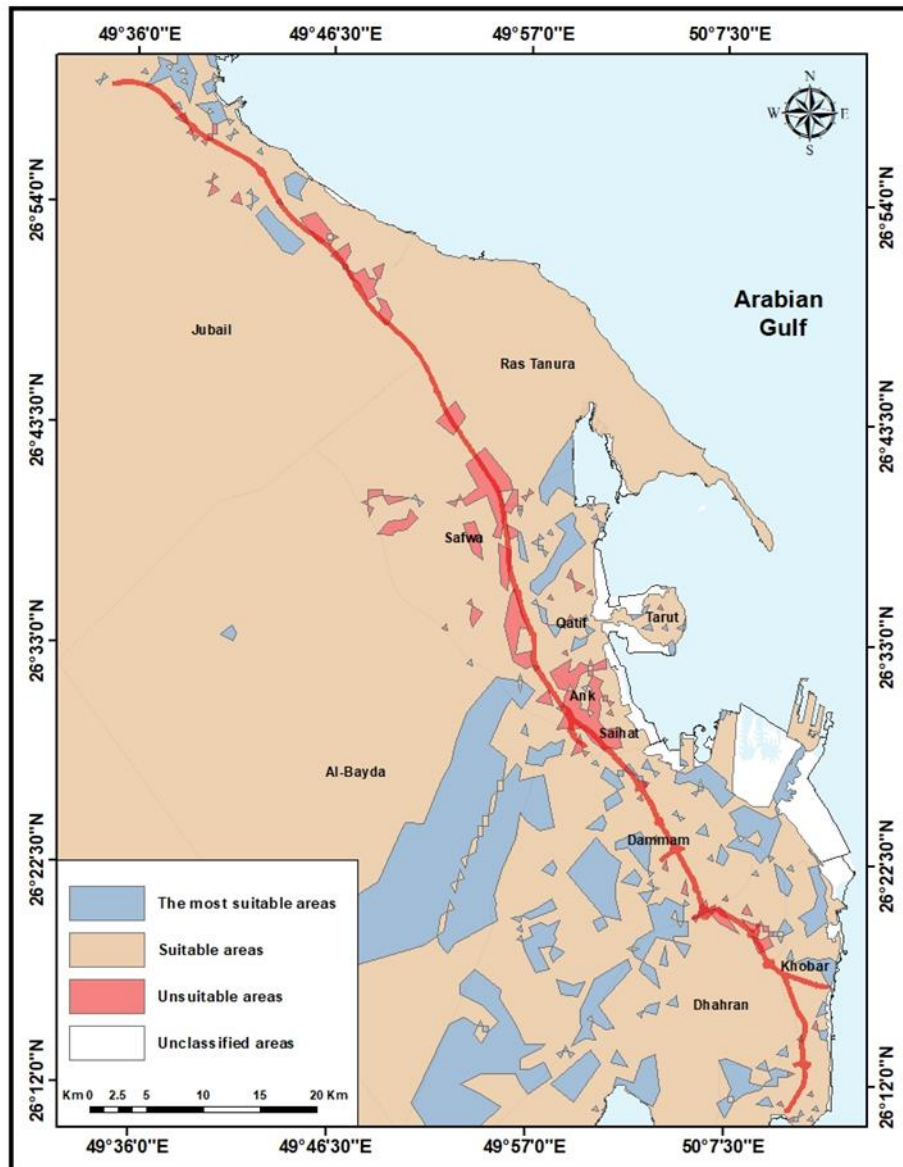 49°36'0"E 49°46'30"E 49°57'0"E 50°7'30"E
N
W E
S
26°54'0"N 26°54'0"N
Arabian
Gulf
Jubail
Ras Tanura
26°43'30"N 26°43'30"N
Safwa
Qatif Tarut
26°33'0"N 26°33'0"N
Ank
Saihat
Al-Bayda
Dammam
26°22'30"N 26°22'30"N
The most suitable areas
Suitable areas
Khobar
Unsuitable areas
Dhahran
Unclassified areas
26°12'0"N 26°12'0"N
Km 0 2.5 5 10 15 20 Km
49°36'0"E 49°46'30"E 49°57'0"E 50°7'30"E